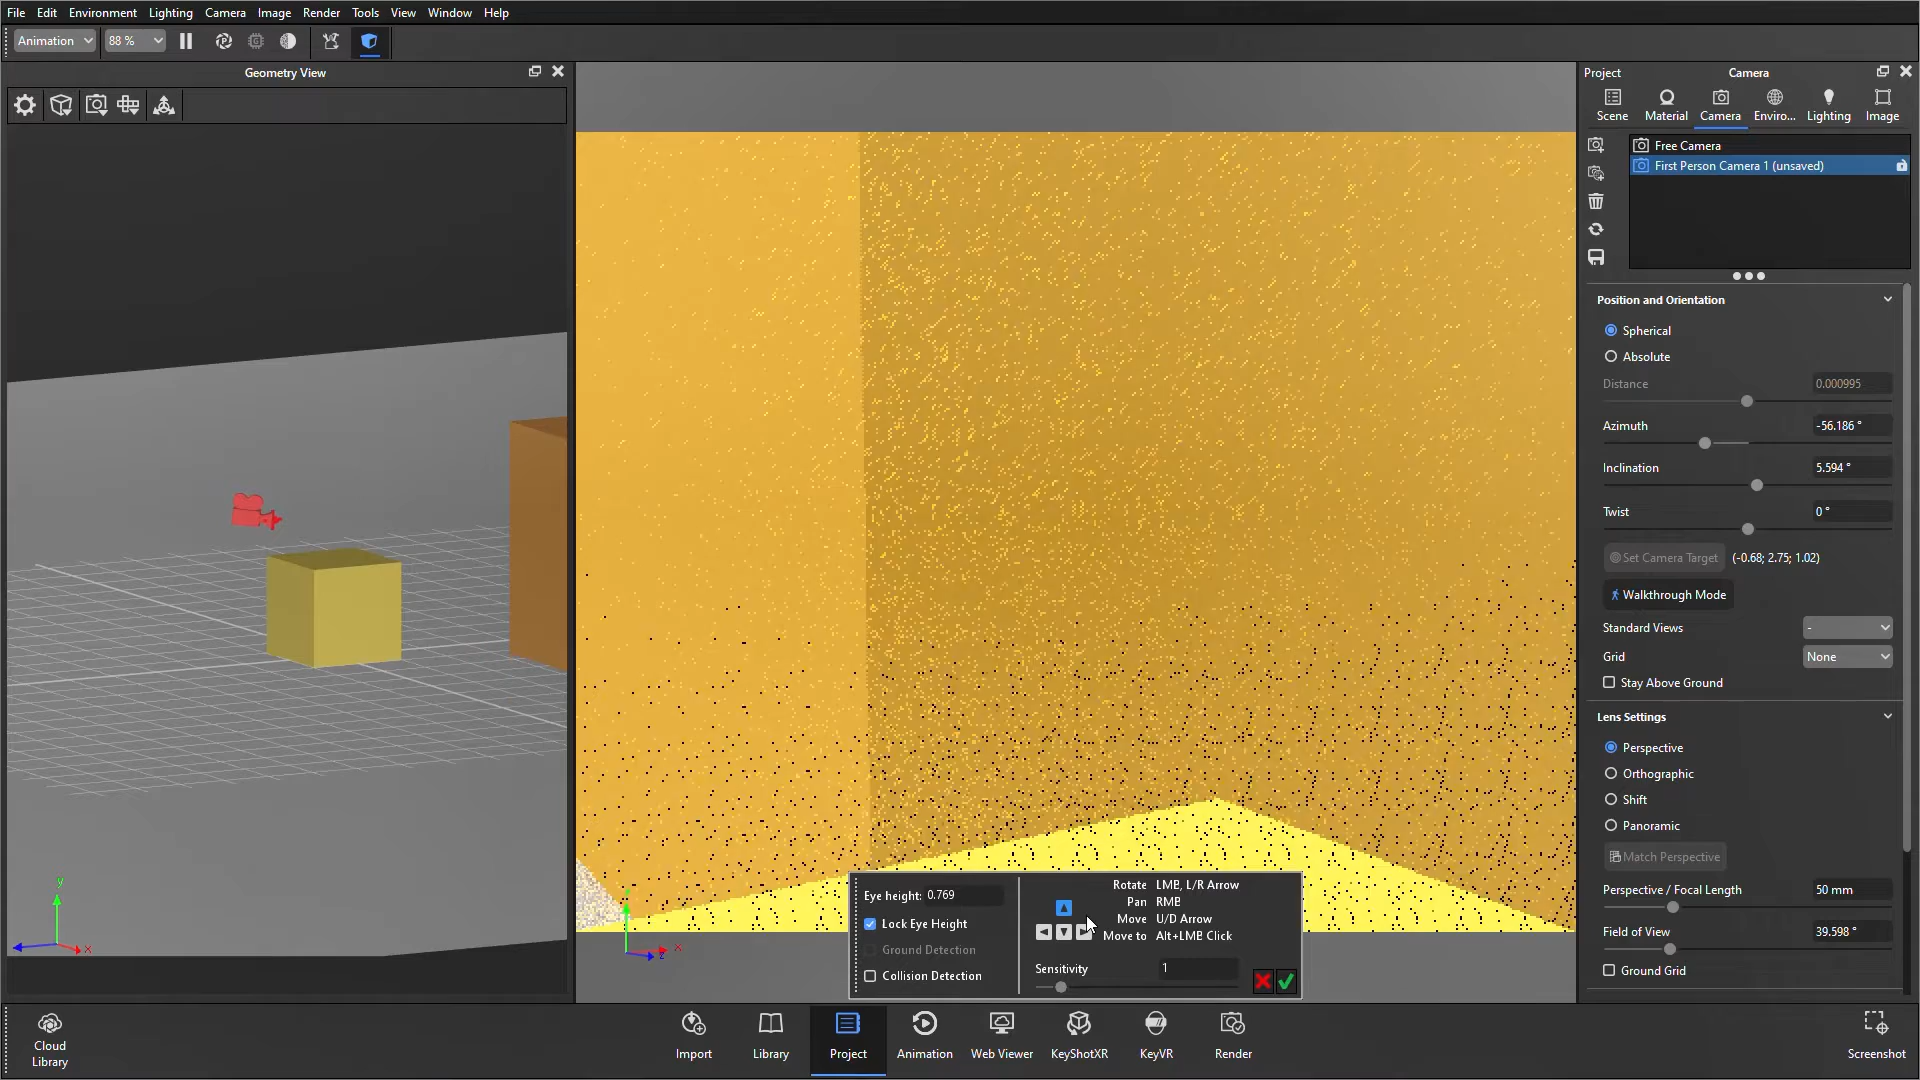 File Edit Environment Lighting Camera Image Render Tools View Window Help
Animation 88 %
Geometry View
Project
Camera
Scene Material Camera Enviro... Lighting Image
Free Camera
First Person Camera 1 (unsaved)
Position and Orientation
Spherical
Absolute
Distance 0.000995
Azimuth -56.186 °
Inclination 5.594 °
Twist 0 °
Set Camera Target (-0.68; 2.75; 1.02)
Walkthrough Mode
Standard Views -
Grid None
Stay Above Ground
Lens Settings
Perspective
Orthographic
Shift
Panoramic
Match Perspective
Perspective / Focal Length 50 mm
Field of View 39.598 °
Ground Grid
y
x
x
z
Eye height: 0.769
Lock Eye Height
Ground Detection
Collision Detection
Rotate LMB, L/R Arrow
Pan RMB
Move U/D Arrow
Move to Alt+LMB Click
Sensitivity 1
Cloud Library
Import Library Project Animation Web Viewer KeyShotXR KeyVR Render
Screenshot